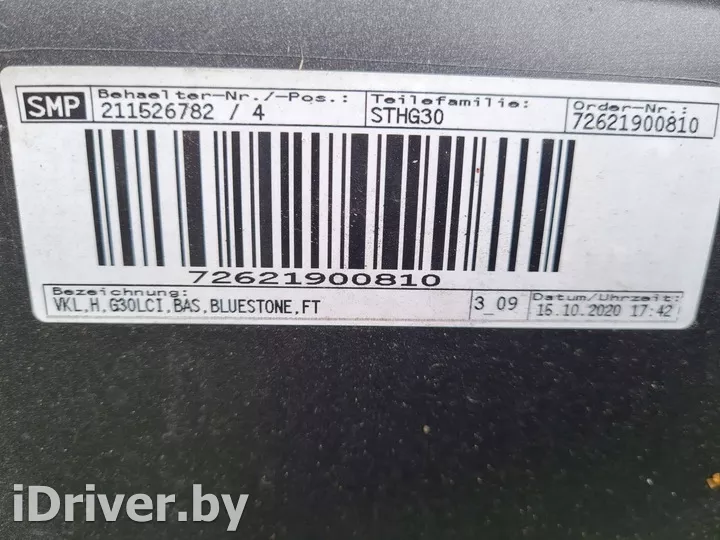 SMP
Behaelter-Nr./-Pos.:
211526782 / 4
Teilefamilie:
STHG30
Order-Nr.:
72621900810
72621900810
Bezeichnung:
VKL,H,G30LCI,BAS,BLUESTONE,FT
3_09
Datum/Uhrzeit:
15.10.2020 17:42
iDriver.by